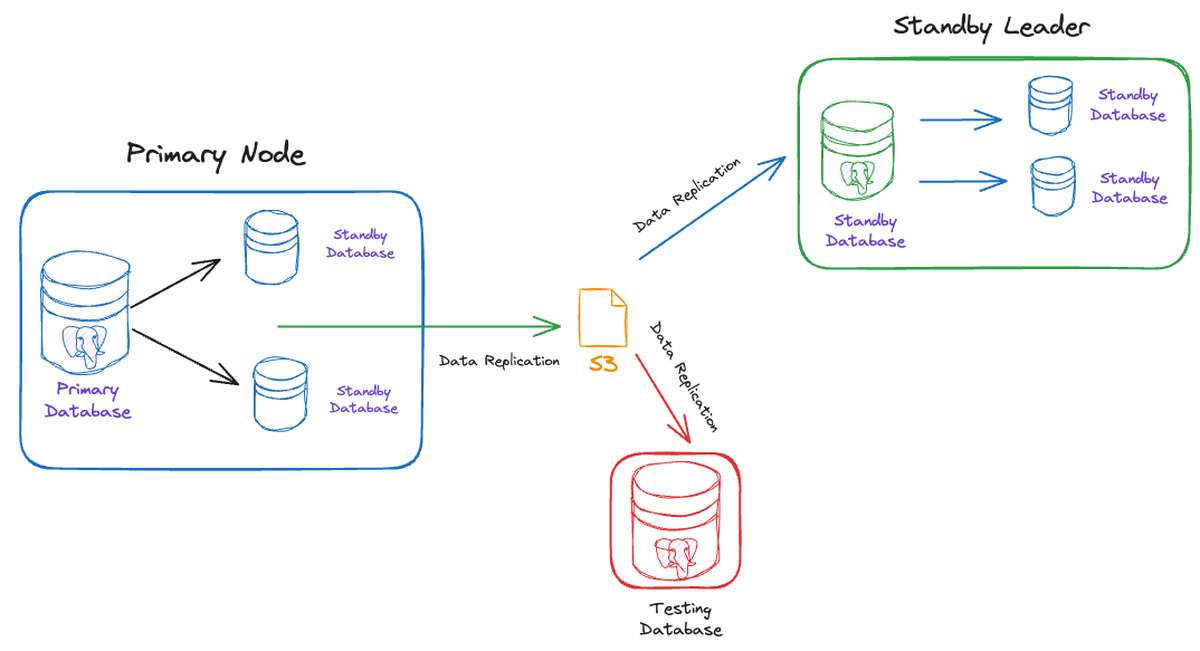 Standby Leader
Standby
Database
Standby
Database
Standby
Database
Data Replication
Primary Node
Standby
Database
Primary
Database
Standby
Database
Data Replication
S3
Data Replication
Testing
Database